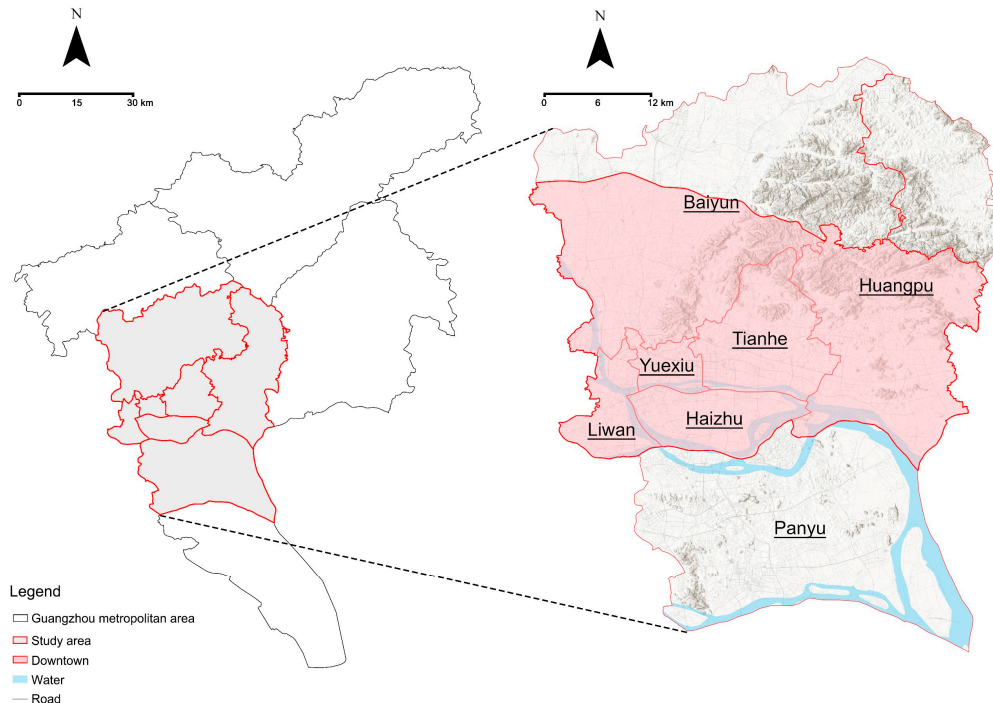 N
0 15 30 km
N
0 6 12 km
Baiyun
Huangpu
Tianhe
Yuexiu
Haizhu
Liwan
Panyu
Legend
Guangzhou metropolitan area
Study area
Downtown
Water
Road